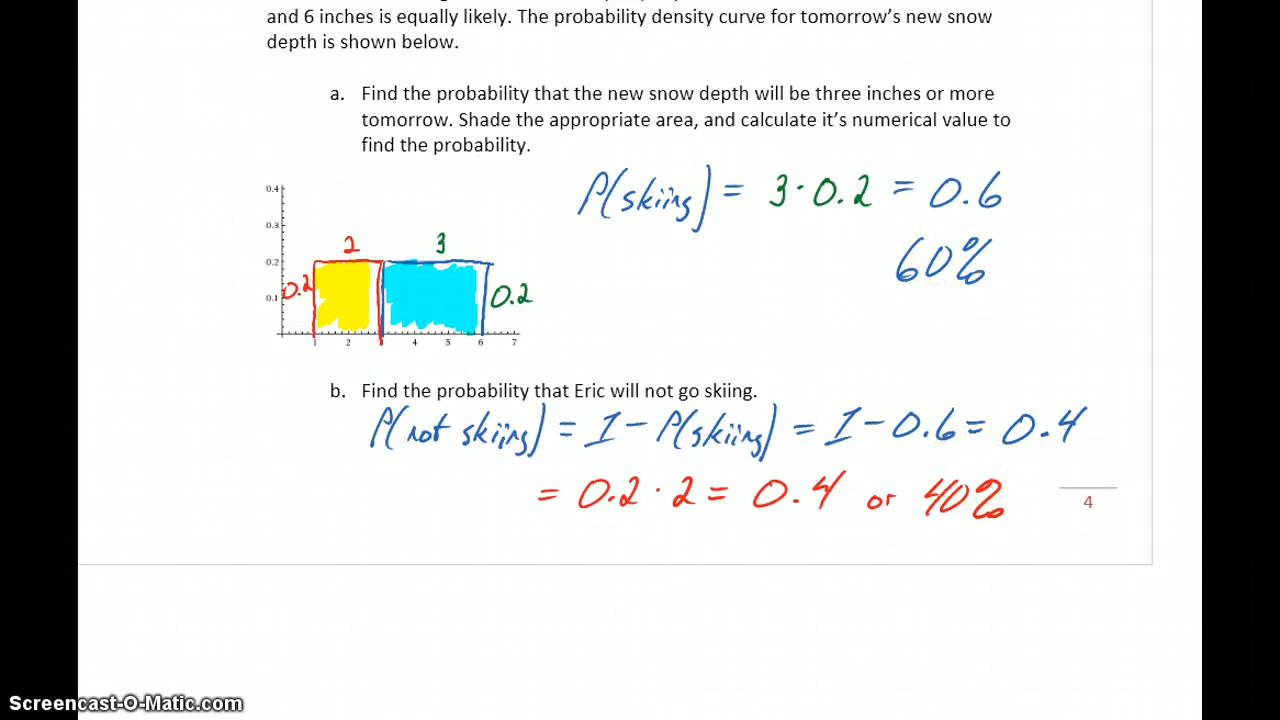 and 6 inches is equally likely. The probability density curve for tomorrow's new snow
depth is shown below.
a. Find the probability that the new snow depth will be three inches or more
tomorrow. Shade the appropriate area, and calculate it's numerical value to
find the probability.
P(skiing) = 3 · 0.2 = 0.6
60%
0.4
0.3
0.2
0.1
2
3
0.2
0.2
1 2 3 4 5 6 7
b. Find the probability that Eric will not go skiing.
P(not skiing) = 1 - P(skiing) = 1 - 0.6 = 0.4
= 0.2 · 2 = 0.4 or 40%
4
Screencast-O-Matic.com